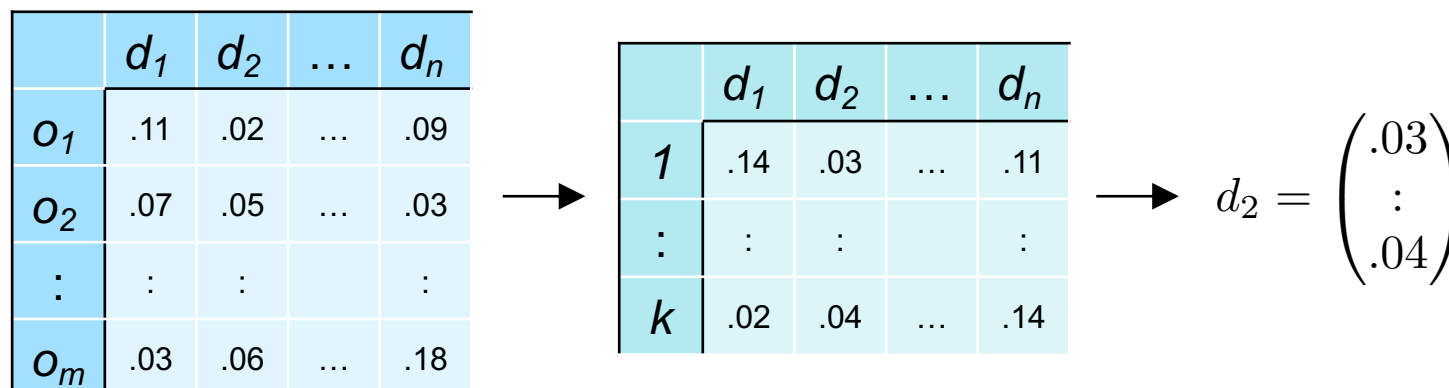 d₁ d₂ … dₙ
o₁ .11 .02 … .09
o₂ .07 .05 … .03
: : : :
oₘ .03 .06 … .18
d₁ d₂ … dₙ
1 .14 .03 … .11
: : : :
k .02 .04 … .14
d₂ = (.03
:
.04)